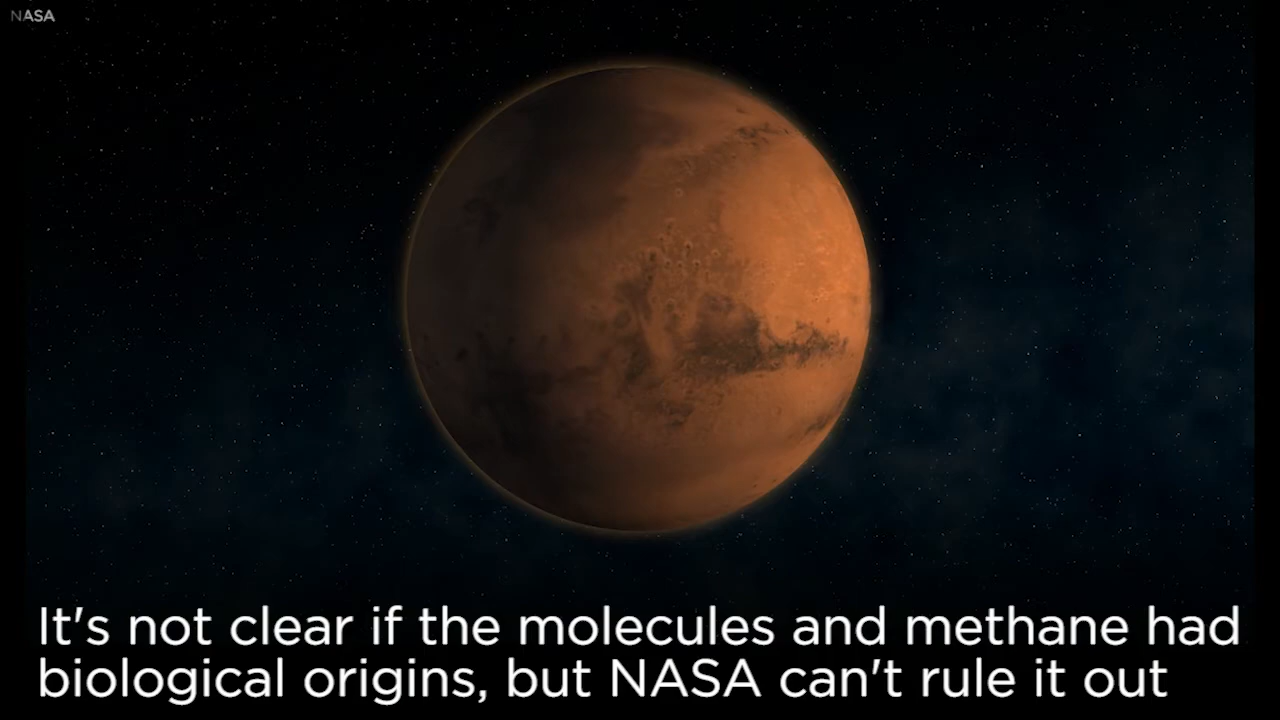 NASA
It's not clear if the molecules and methane had
biological origins, but NASA can't rule it out